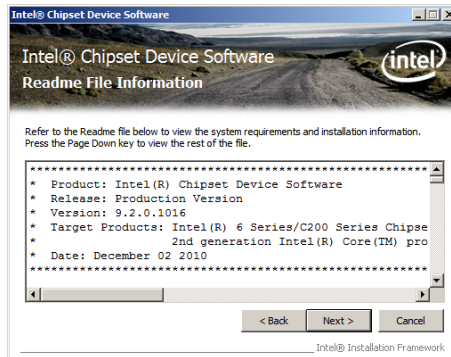 Intel® Chipset Device Software
Intel® Chipset Device Software
intel
Readme File Information
Refer to the Readme file below to view the system requirements and installation information.
Press the Page Down key to view the rest of the file.
********************************************************
* Product: Intel(R) Chipset Device Software
* Release: Production Version
* Version: 9.2.0.1016
* Target Products: Intel(R) 6 Series/C200 Series Chipse
* 2nd generation Intel(R) Core(TM) pro
* Date: December 02 2010
********************************************************
< Back Next > Cancel
Intel® Installation Framework